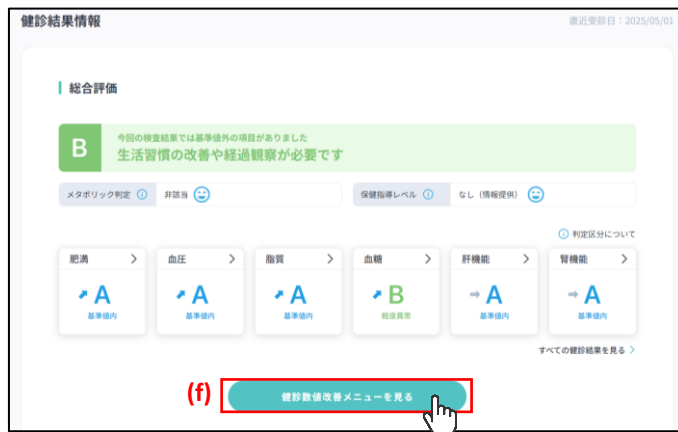 健診結果情報
直近受診日：2025/05/01
総合評価
B
今回の検査結果では基準値外の項目がありました
生活習慣の改善や経過観察が必要です
メタボリック判定 非該当
保健指導レベル なし（情報提供）
判定区分について
肥満 血圧 脂質 血糖 肝機能 腎機能
A A A B A A
基準値内 基準値内 基準値内 軽度異常 基準値内 基準値内
すべての健診結果を見る
(f)
健診数値改善メニューを見る